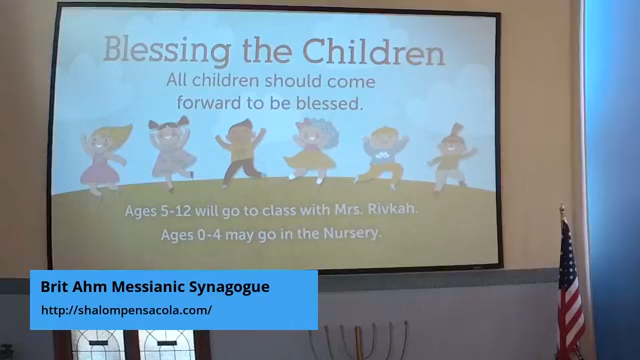 Blessing the Children
All children should come
forward to be blessed.
Ages 5-12 will go to class with Mrs. Rivkah.
Ages 0-4 may go in the Nursery.
Brit Ahm Messianic Synagogue
http://shalompensacola.com/